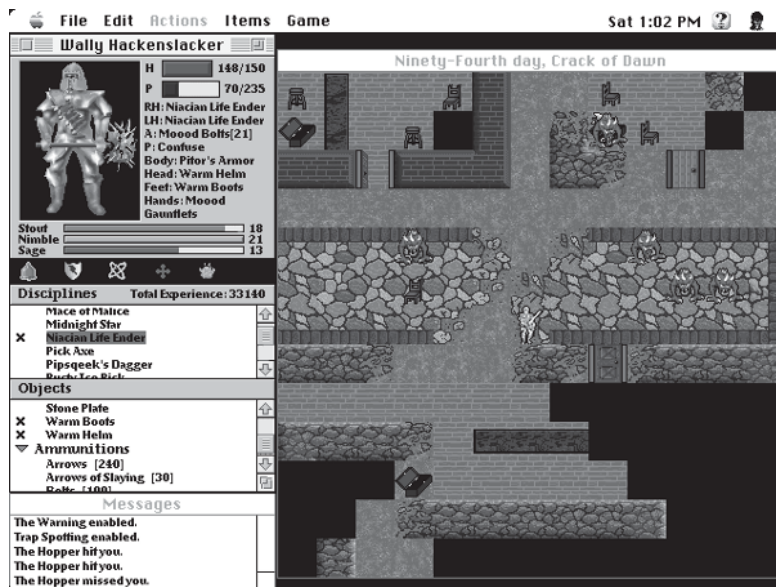 File Edit Actions Items Game Sat 1:02 PM
Wally Hackenslacker
Ninety-Fourth day, Crack of Dawn
H 148/150
P 70/235
RH: Niacian Life Ender
LH: Niacian Life Ender
A: Moood Bolts[21]
P: Confuse
Body: Pitor's Armor
Head: Warm Helm
Feet: Warm Boots
Hands: Moood
Gauntlets
Stout 18
Nimble 21
Sage 13
Disciplines Total Experience: 33140
Mace of Malice
Midnight Star
x Niacian Life Ender
Pick Axe
Pipsqeek's Dagger
Rusty Ice Pick
Objects
Stone Plate
x Warm Boots
x Warm Helm
Ammunitions
Arrows [240]
Arrows of Slaying [30]
Bolts [100]
Messages
The Warning enabled.
Trap Spotting enabled.
The Hopper hit you.
The Hopper hit you.
The Hopper missed you.